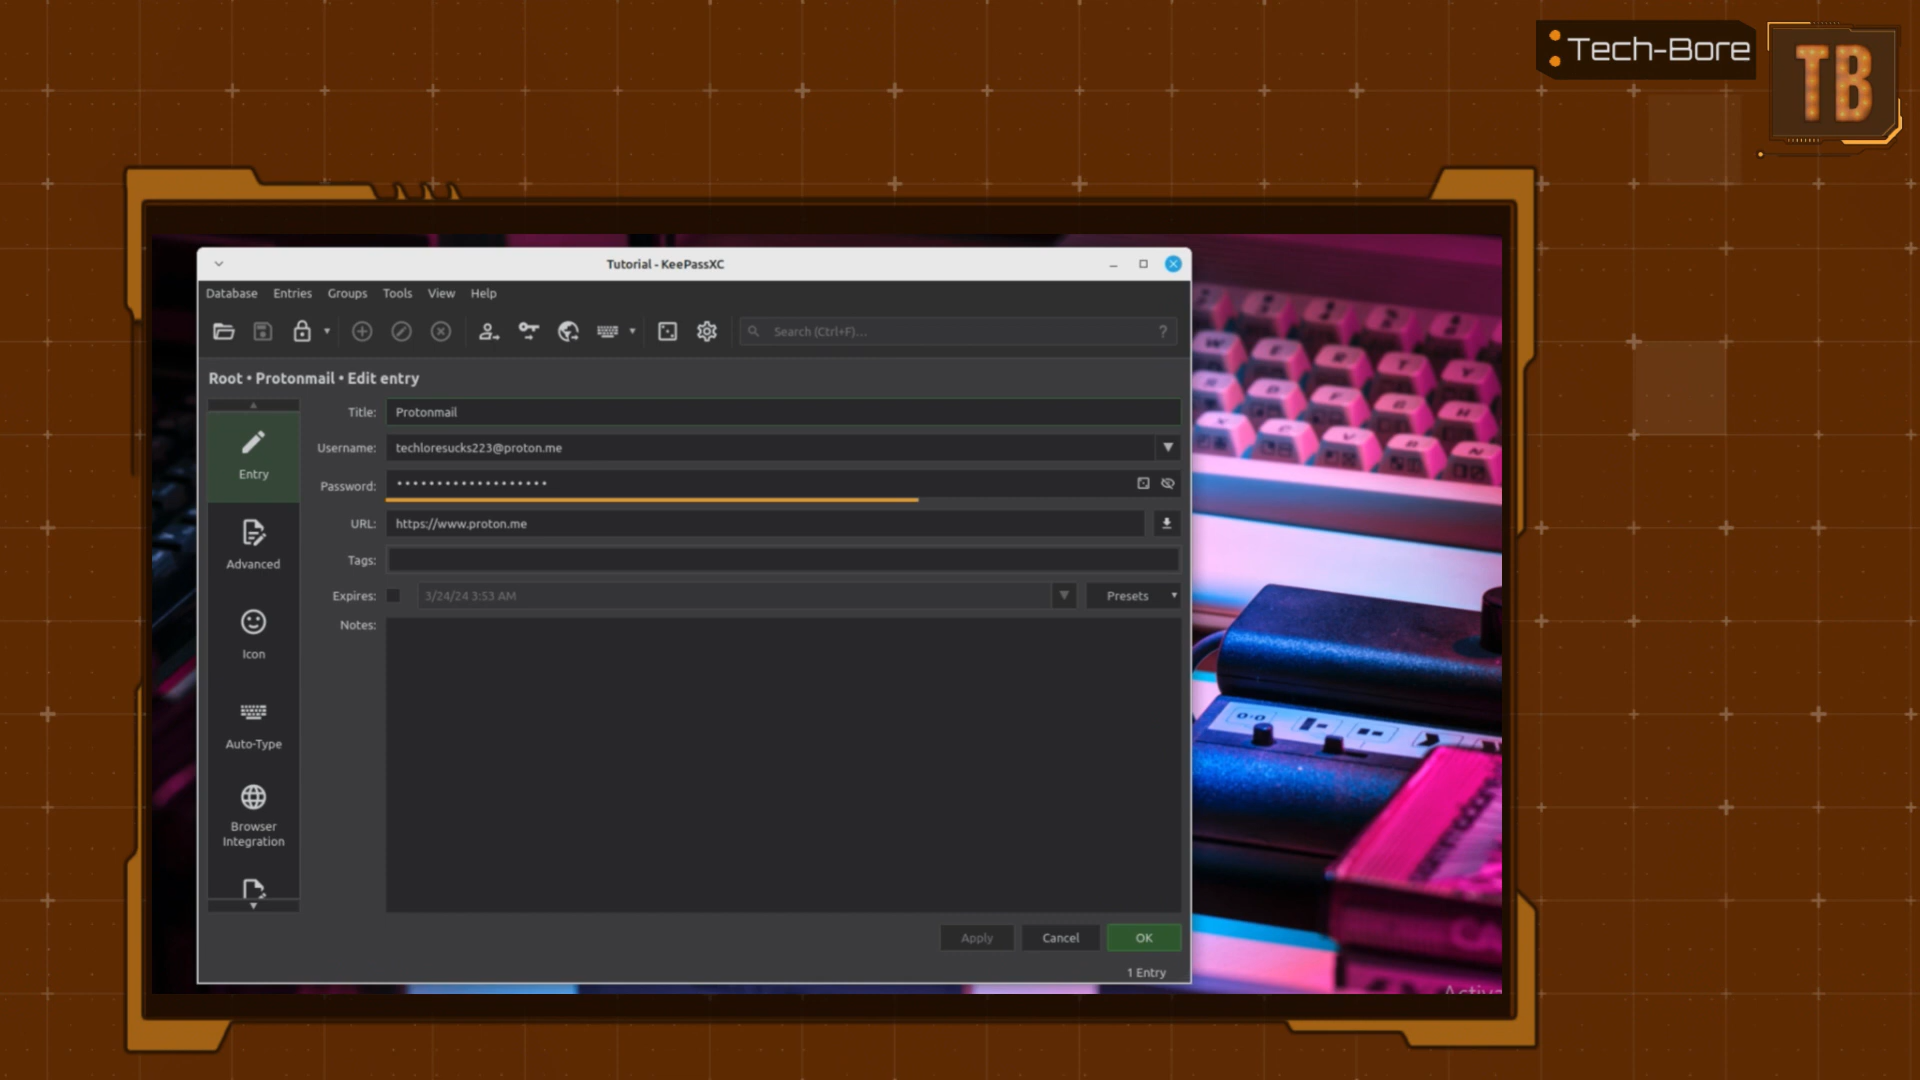 Tech-Bore
TB
Tutorial - KeePassXC
Database Entries Groups Tools View Help
Search (Ctrl+F)... ?
Root • Protonmail • Edit entry
Title: Protonmail
Username: techloresucks223@proton.me
Password: •••••••••••••••••••
URL: https://www.proton.me
Tags:
Expires: 3/24/24 3:53 AM Presets
Notes:
Entry
Advanced
Icon
Auto-Type
Browser
Integration
Apply Cancel OK
1 Entry